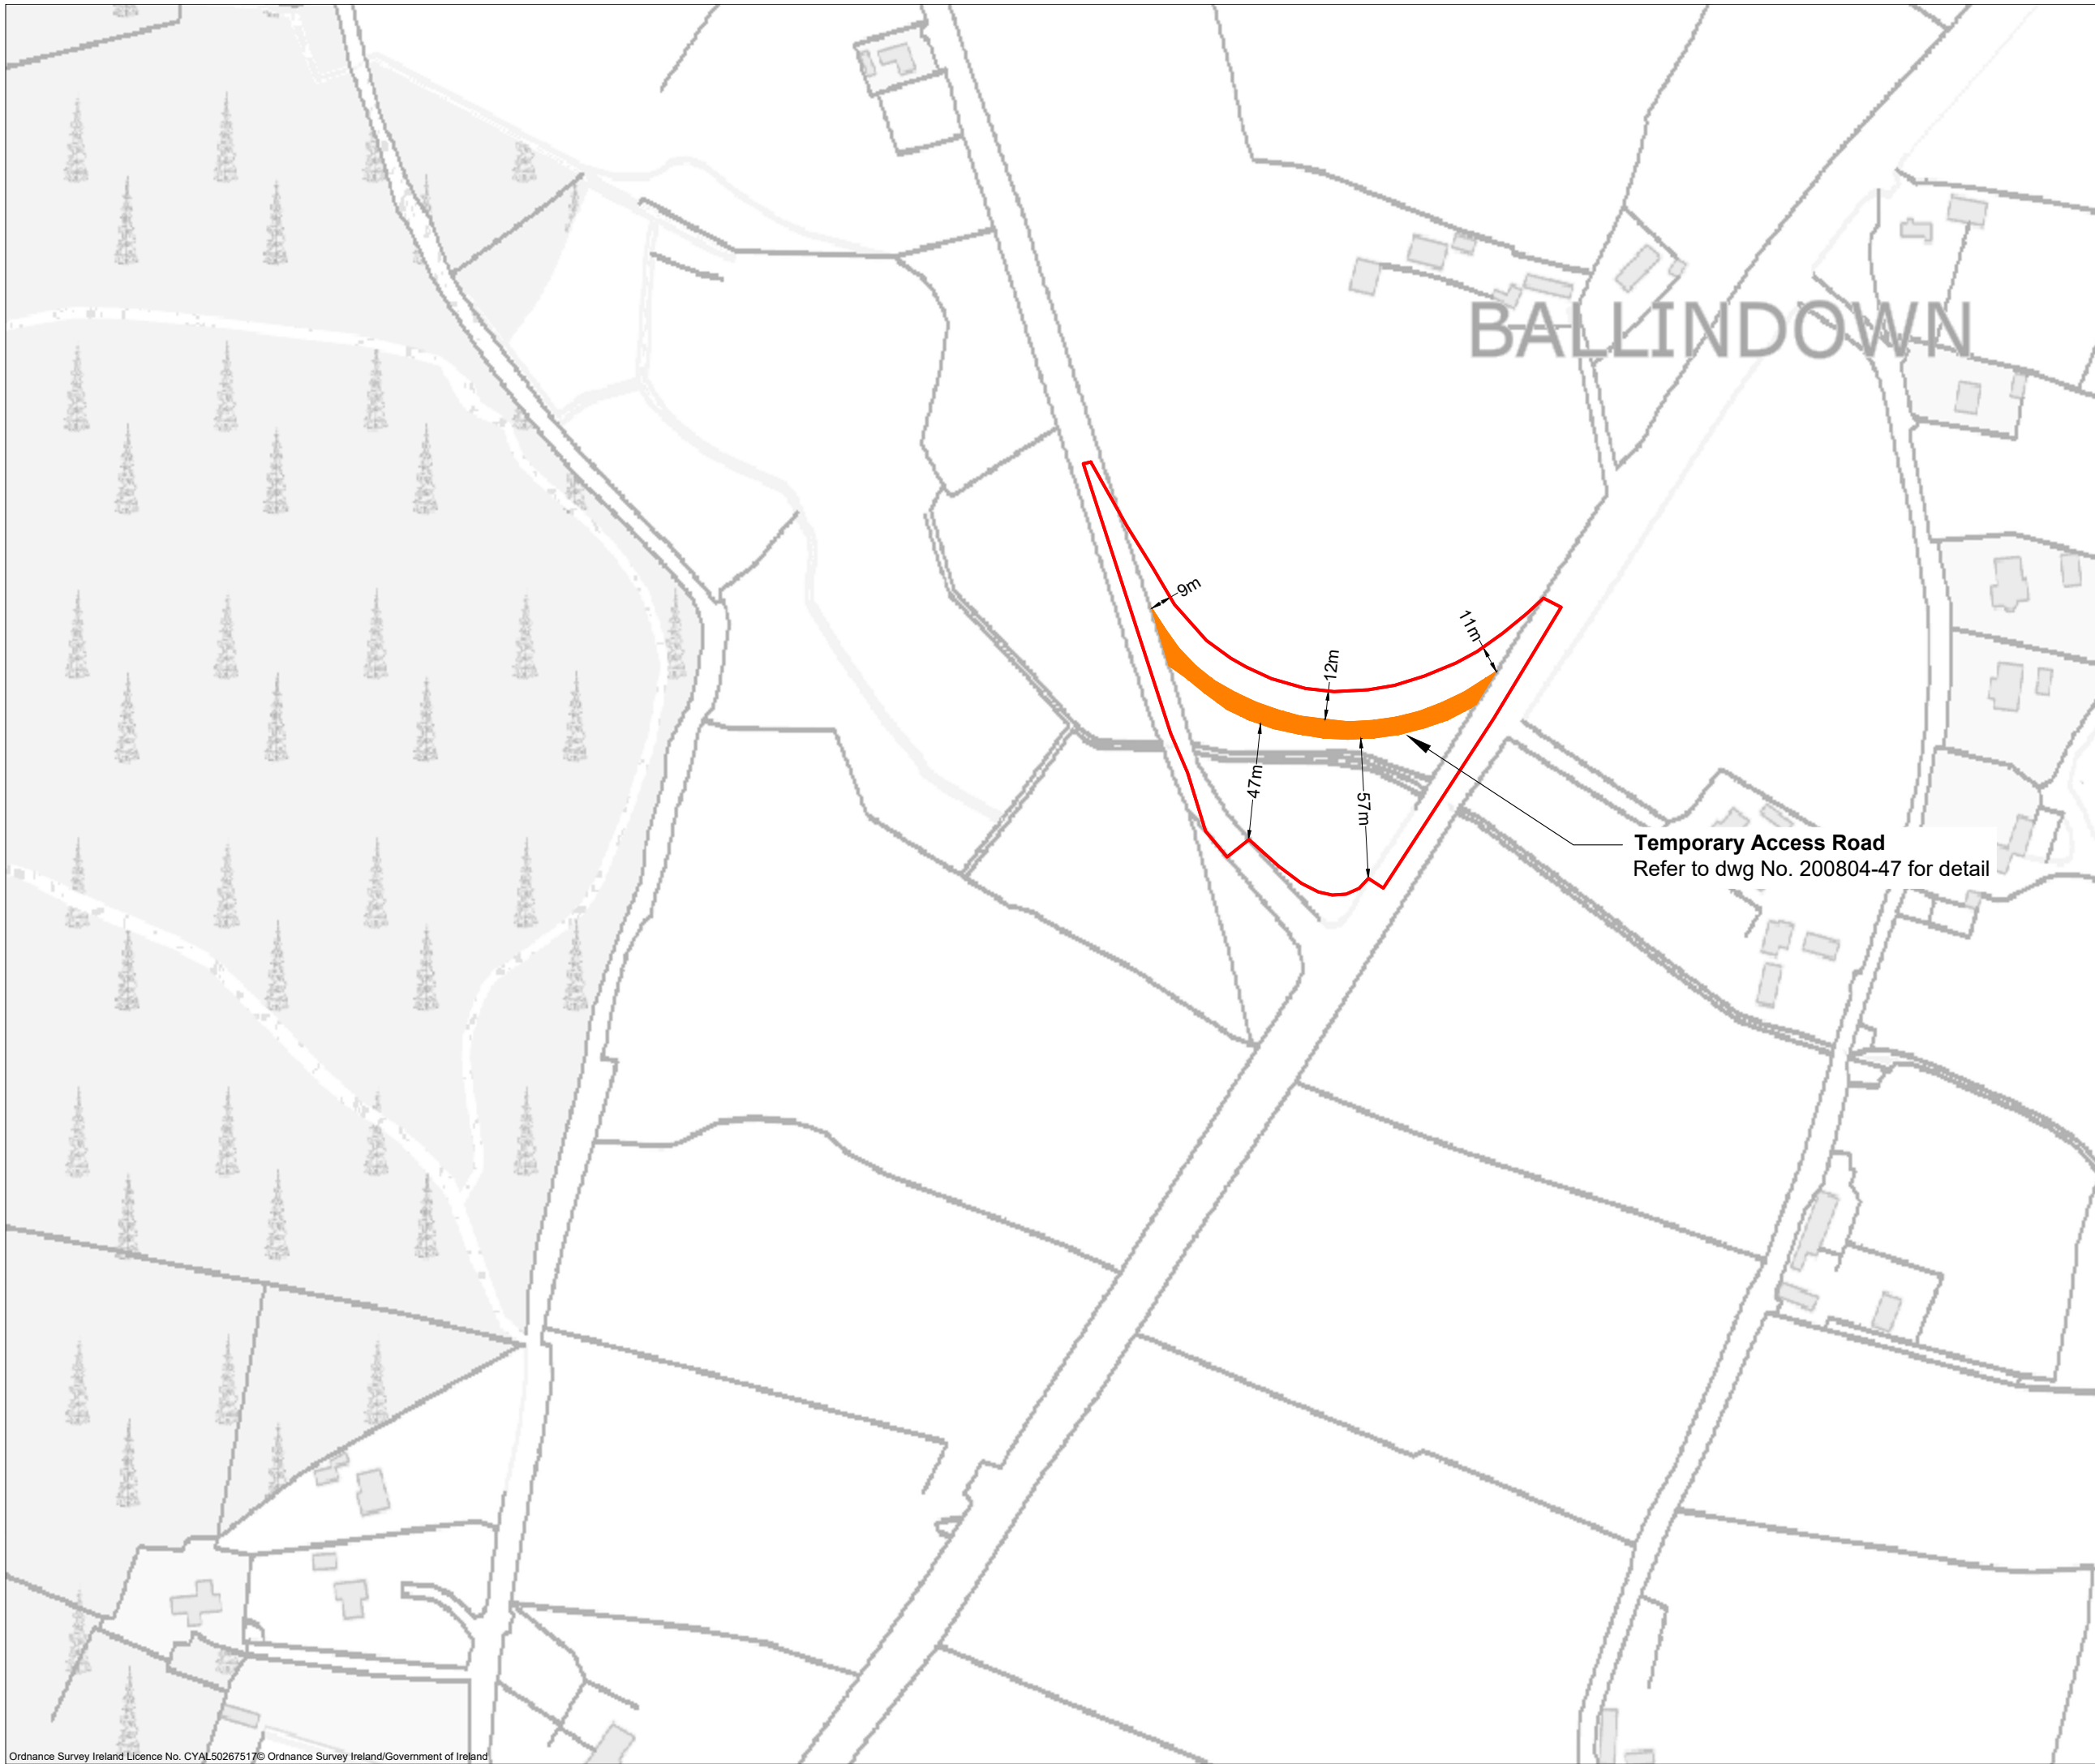 BALLINDOWN
9m
11m
12m
47m
57m
Temporary Access Road
Refer to dwg No. 200804-47 for detail
Ordnance Survey Ireland Licence No. CYAL50267517© Ordnance Survey Ireland/Government of Ireland